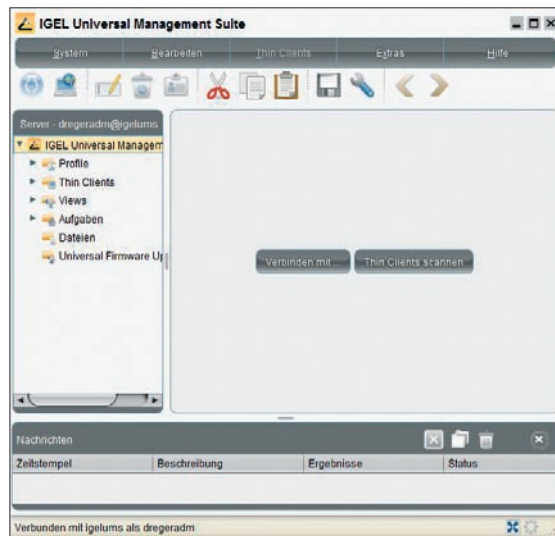 IGEL Universal Management Suite
System Bearbeiten Thin Clients Extras Hilfe
Server - dregeradm@igelums
IGEL Universal Managem
Profile
Thin Clients
Views
Aufgaben
Dateien
Universal Firmware Up
Verbinden mit... Thin Clients scannen
Nachrichten
Zeitstempel Beschreibung Ergebnisse Status
Verbunden mit igelums als dregeradm